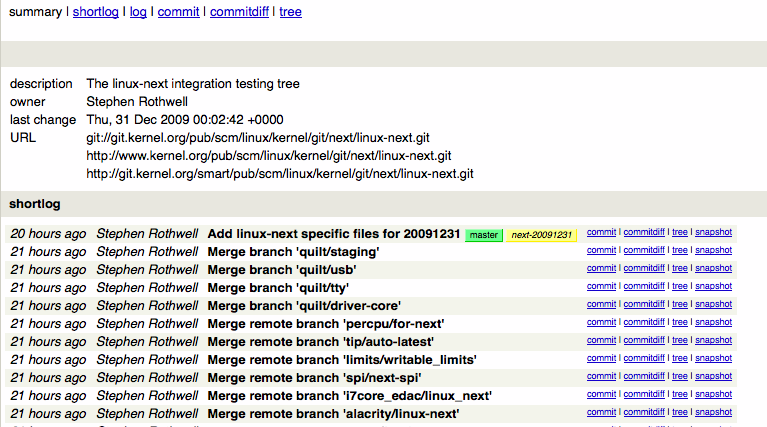 summary | shortlog | log | commit | commitdiff | tree
description The linux-next integration testing tree
owner Stephen Rothwell
last change Thu, 31 Dec 2009 00:02:42 +0000
URL git://git.kernel.org/pub/scm/linux/kernel/git/next/linux-next.git
http://www.kernel.org/pub/scm/linux/kernel/git/next/linux-next.git
http://git.kernel.org/smart/pub/scm/linux/kernel/git/next/linux-next.git
shortlog
20 hours ago Stephen Rothwell Add linux-next specific files for 20091231 master next-20091231 commit | commitdiff | tree | snapshot
21 hours ago Stephen Rothwell Merge branch 'quilt/staging' commit | commitdiff | tree | snapshot
21 hours ago Stephen Rothwell Merge branch 'quilt/usb' commit | commitdiff | tree | snapshot
21 hours ago Stephen Rothwell Merge branch 'quilt/tty' commit | commitdiff | tree | snapshot
21 hours ago Stephen Rothwell Merge branch 'quilt/driver-core' commit | commitdiff | tree | snapshot
21 hours ago Stephen Rothwell Merge remote branch 'percpu/for-next' commit | commitdiff | tree | snapshot
21 hours ago Stephen Rothwell Merge remote branch 'tip/auto-latest' commit | commitdiff | tree | snapshot
21 hours ago Stephen Rothwell Merge remote branch 'limits/writable_limits' commit | commitdiff | tree | snapshot
21 hours ago Stephen Rothwell Merge remote branch 'spi/next-spi' commit | commitdiff | tree | snapshot
21 hours ago Stephen Rothwell Merge remote branch 'i7core_edac/linux_next' commit | commitdiff | tree | snapshot
21 hours ago Stephen Rothwell Merge remote branch 'alacrity/linux-next' commit | commitdiff | tree | snapshot